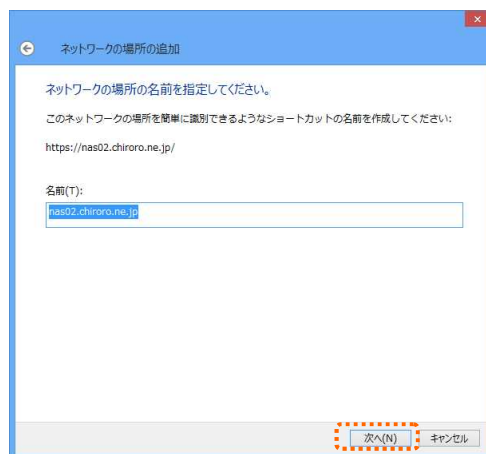 ネットワークの場所の追加
ネットワークの場所の名前を指定してください。
このネットワークの場所を簡単に識別できるようなショートカットの名前を作成してください:
https://nas02.chiroro.ne.jp/
名前(T):
nas02.chiroro.ne.jp
次へ(N) キャンセル